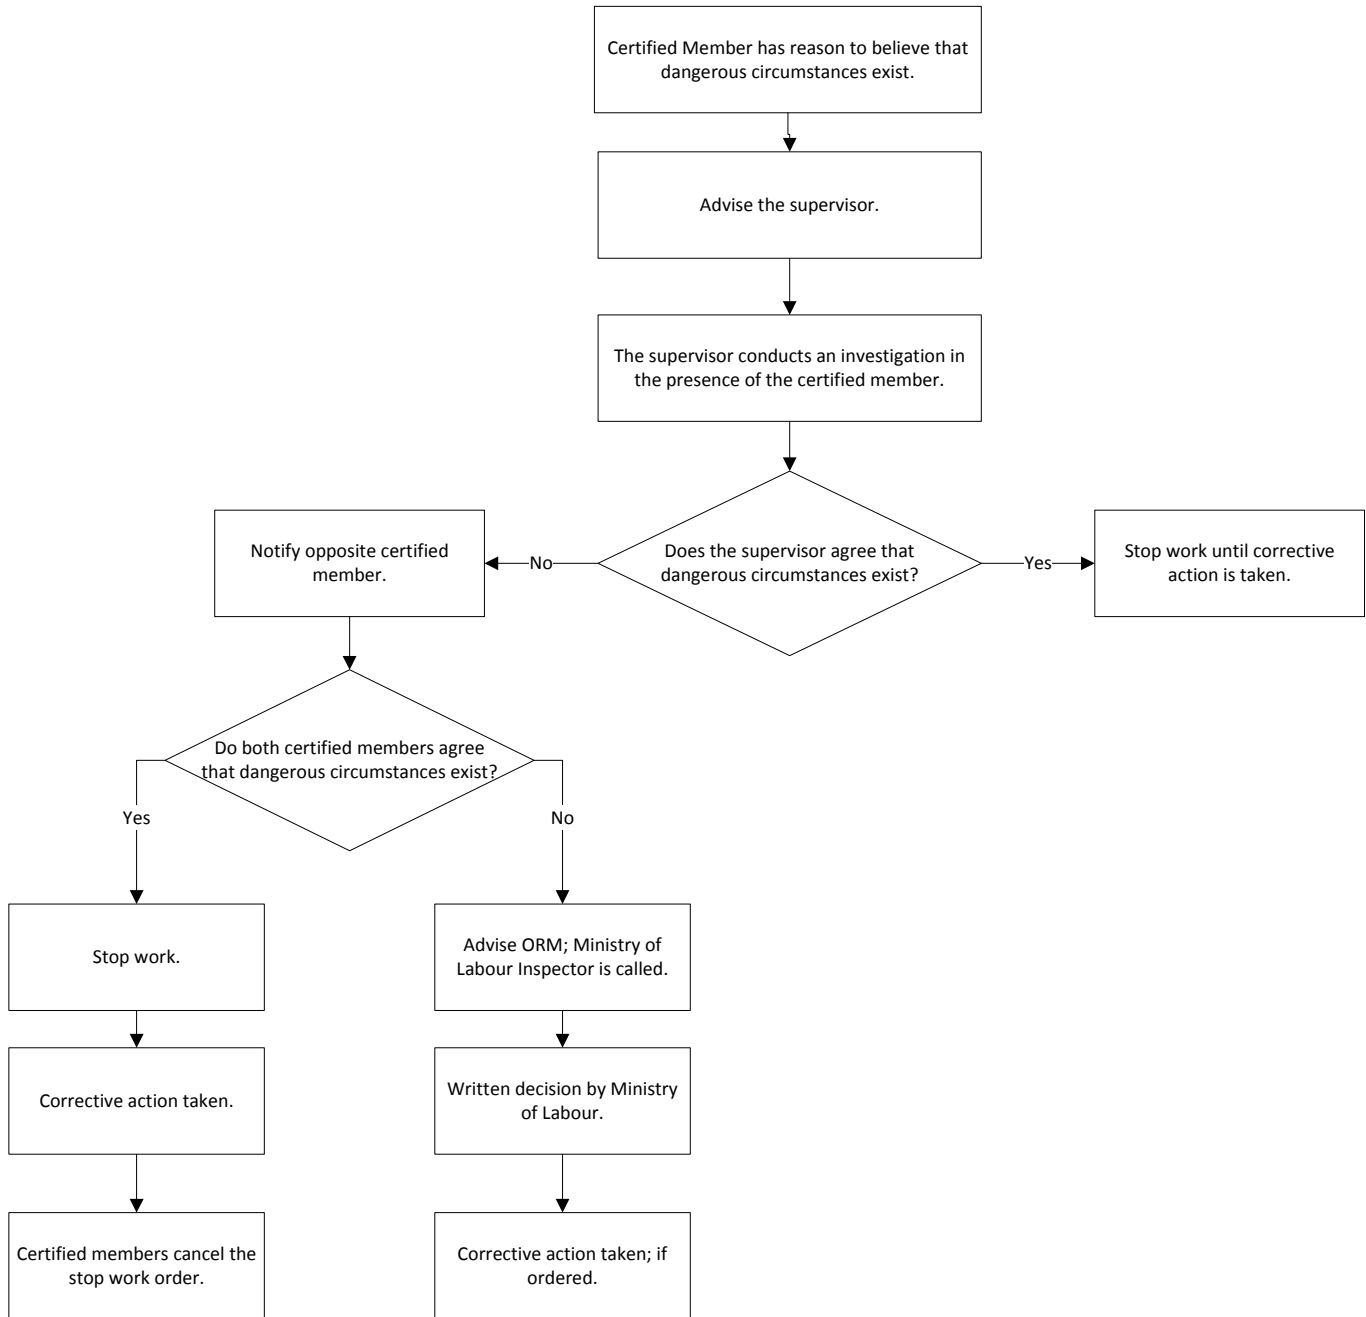 Certified Member has reason to believe that
dangerous circumstances exist.
Advise the supervisor.
The supervisor conducts an investigation in
the presence of the certified member.
Does the supervisor agree that
dangerous circumstances exist?
No
Yes
Notify opposite certified
member.
Stop work until corrective
action is taken.
Do both certified members agree
that dangerous circumstances exist?
Yes
No
Stop work.
Advise ORM; Ministry of
Labour Inspector is called.
Corrective action taken.
Written decision by Ministry
of Labour.
Certified members cancel the
stop work order.
Corrective action taken; if
ordered.